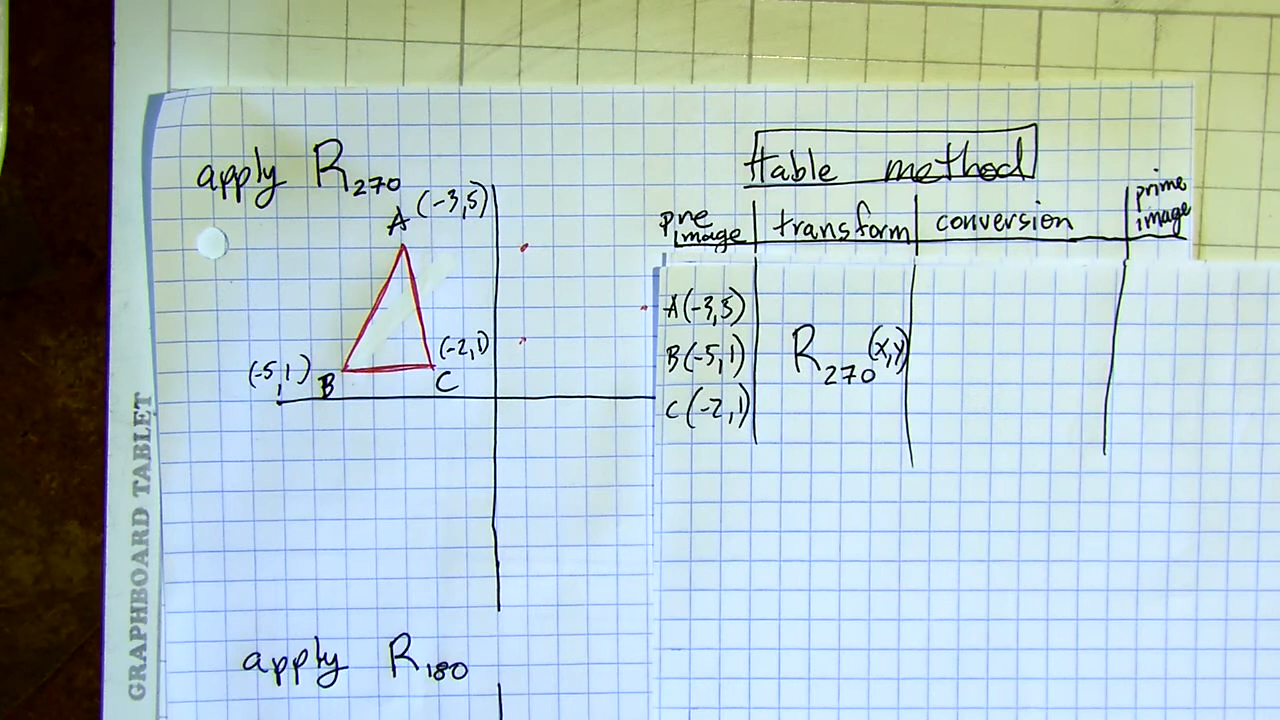 apply R270
A (-3,5)
(-5,1) B
(-2,1)
C
table method
pre image
transform
conversion
prime image
A(-3,5)
B(-5,1)
C(-2,1)
R270(x,y)
apply R180
GRAPHBOARD TABLET